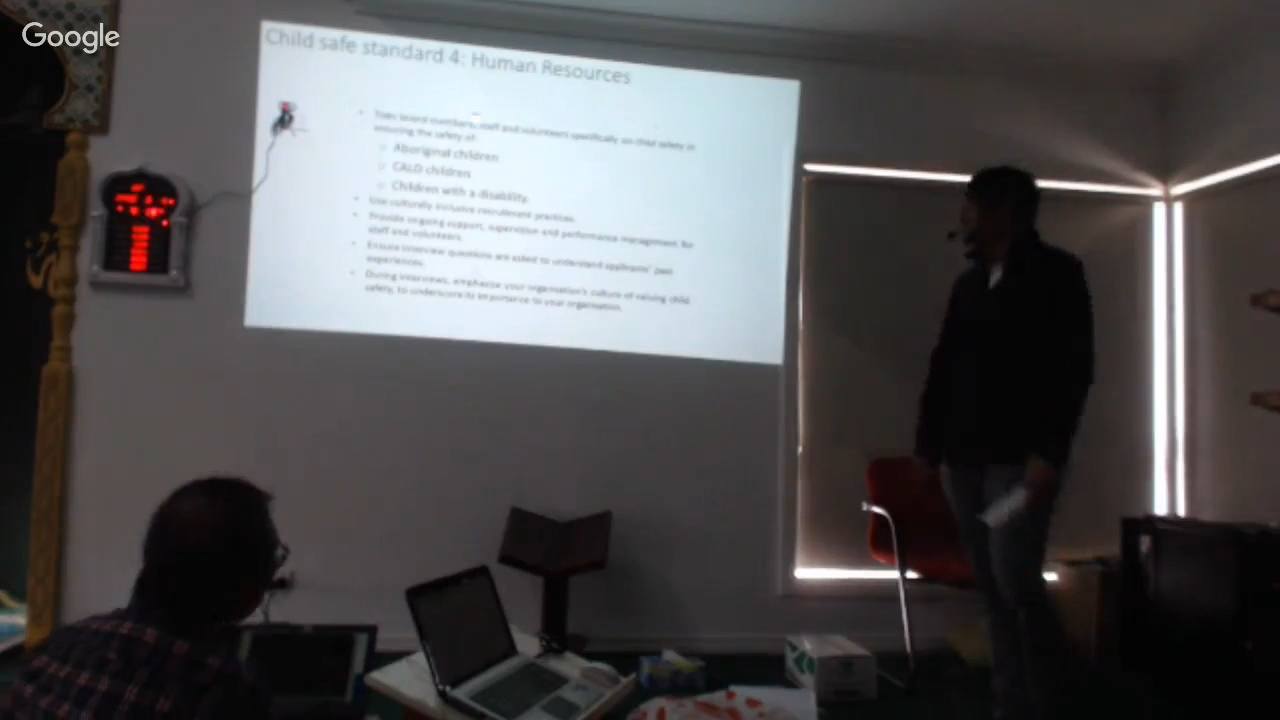 Google
Child safe standard 4: Human Resources
• Train board members, staff and volunteers specifically on child safety in
ensuring the safety of:
o Aboriginal children
o CALD children
o Children with a disability.
• Use culturally inclusive recruitment practices.
• Provide ongoing support, supervision and performance management for
staff and volunteers.
• Ensure interview questions are asked to understand applicants' past
experiences.
• During interviews, emphasise your organisation's culture of valuing child
safety, to underscore its importance to your organisation.